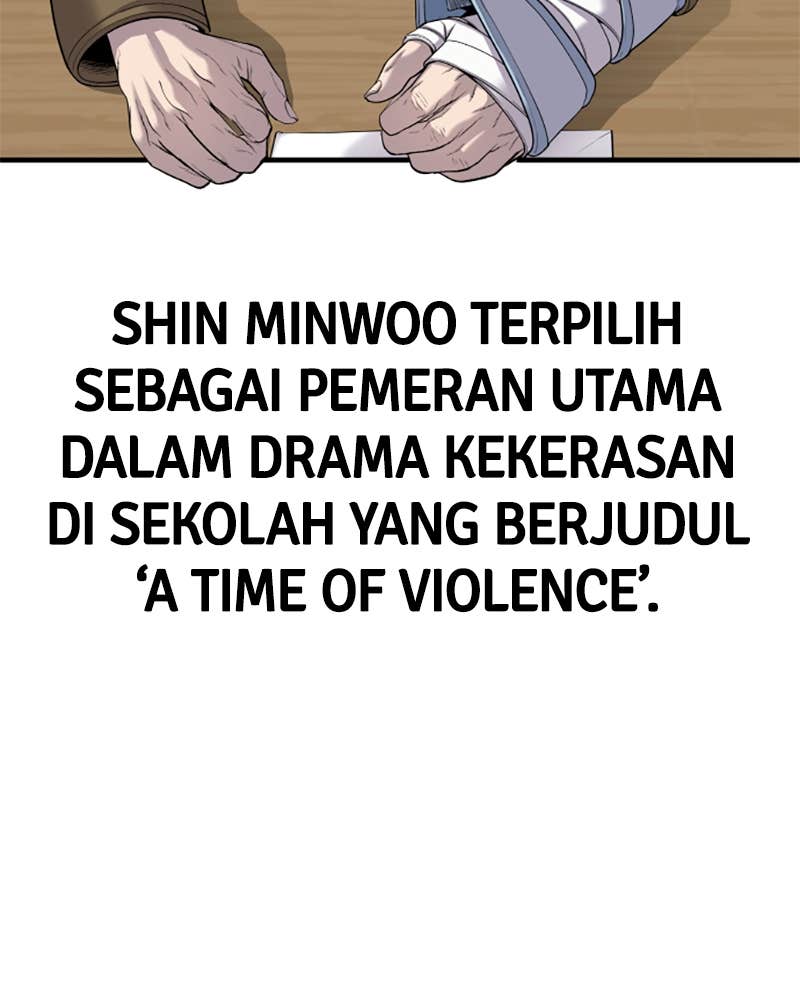 SHIN MINWOO TERPILIH
SEBAGAI PEMERAN UTAMA
DALAM DRAMA KEKERASAN
DI SEKOLAH YANG BERJUDUL
‘A TIME OF VIOLENCE’.